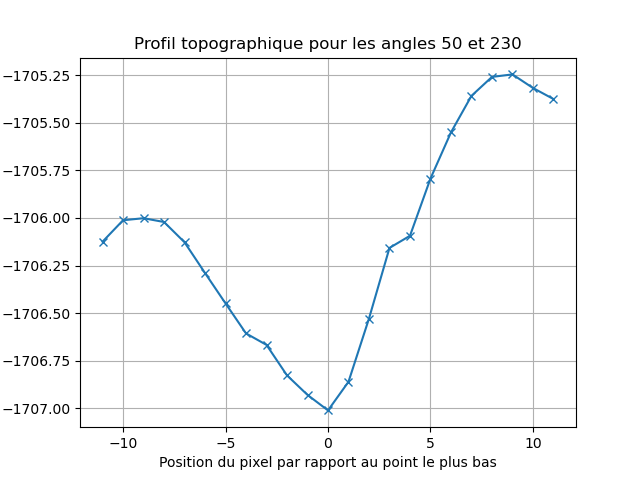 Profil topographique pour les angles 50 et 230
−1705.25
−1705.50
−1705.75
−1706.00
−1706.25
−1706.50
−1706.75
−1707.00
−10 −5 0 5 10
Position du pixel par rapport au point le plus bas